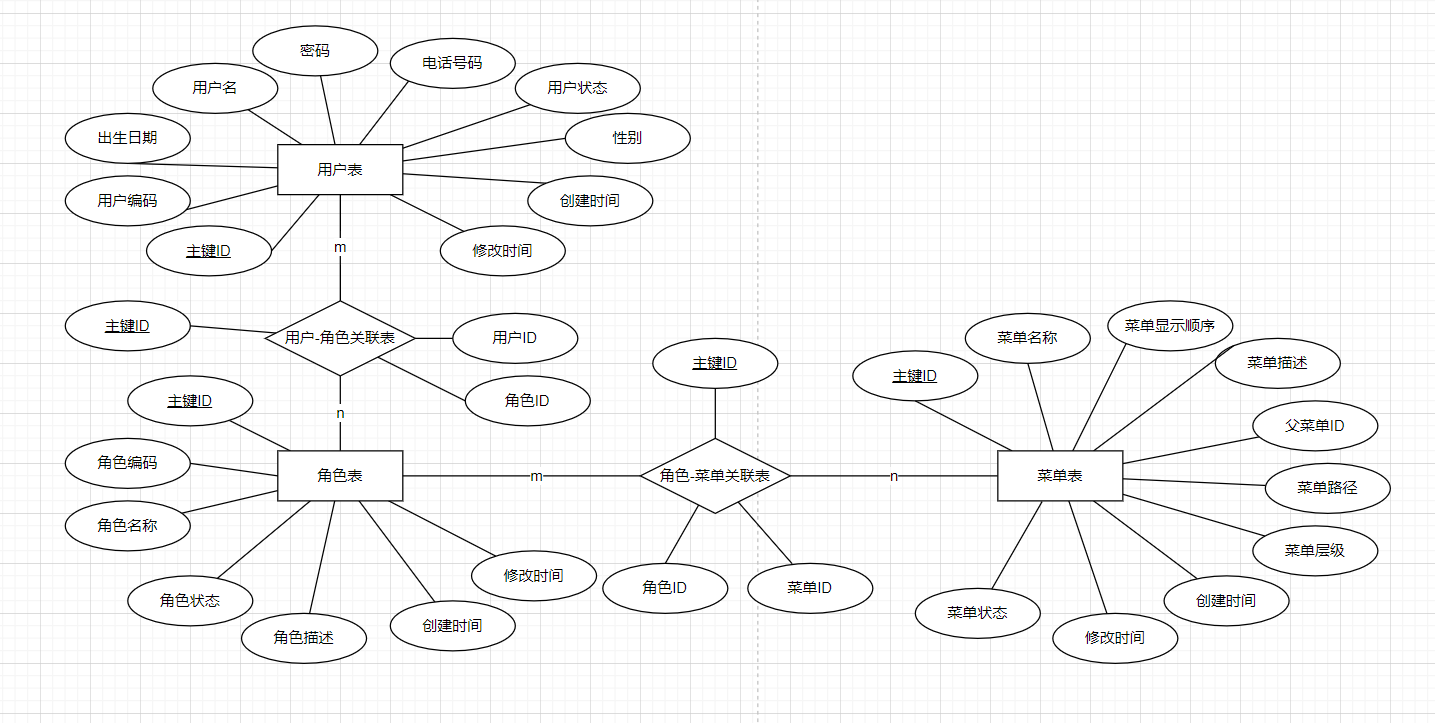 密码
电话号码
用户名
用户状态
出生日期
性别
用户表
用户编码
创建时间
主键ID
m
修改时间
主键ID
用户-角色关联表
用户ID
角色ID
n
主键ID
角色编码
角色表
角色名称
角色状态
角色描述
创建时间
修改时间
m
主键ID
角色-菜单关联表
角色ID
菜单ID
n
菜单显示顺序
菜单名称
主键ID
菜单描述
父菜单ID
菜单表
菜单路径
菜单层级
创建时间
菜单状态
修改时间